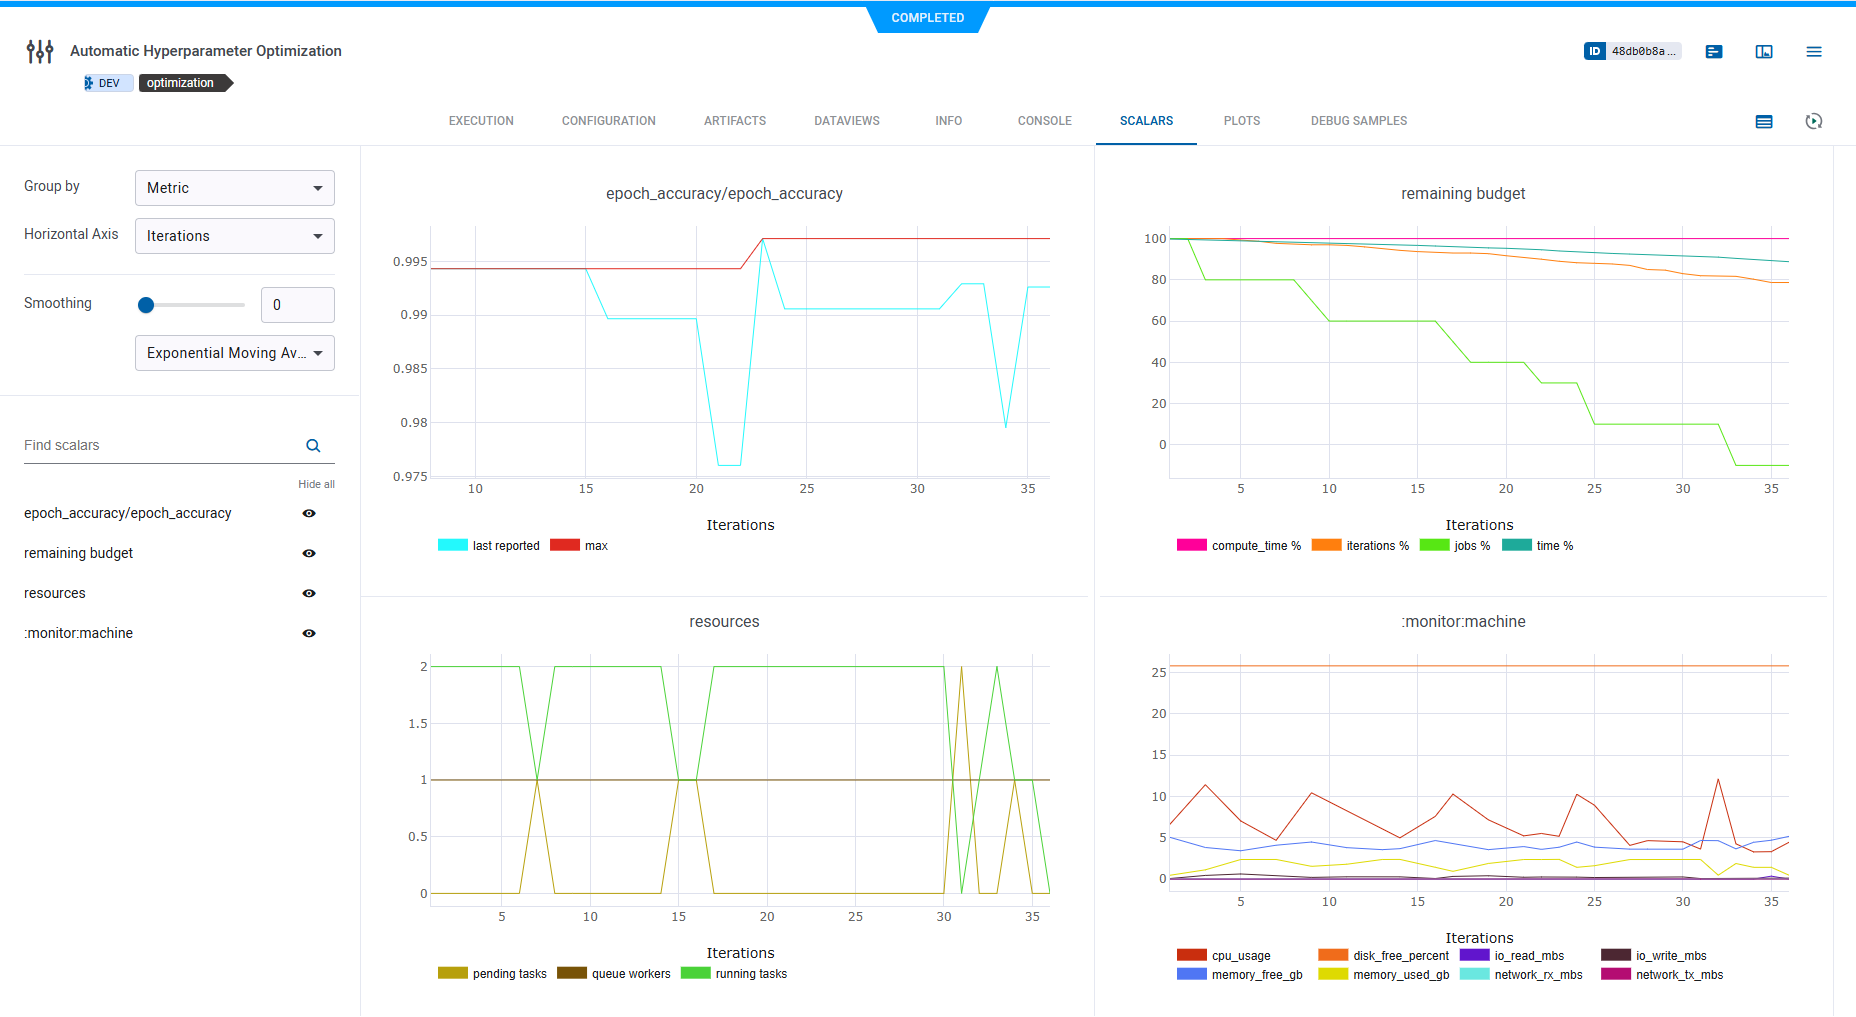 COMPLETED
Automatic Hyperparameter Optimization
ID 48db0b8a...
DEV optimization
EXECUTION CONFIGURATION ARTIFACTS DATAVIEWS INFO CONSOLE SCALARS PLOTS DEBUG SAMPLES
Group by Metric
Horizontal Axis Iterations
Smoothing 0
Exponential Moving Av...
Find scalars
Hide all
epoch_accuracy/epoch_accuracy
remaining budget
resources
:monitor:machine
epoch_accuracy/epoch_accuracy
0.995
0.99
0.985
0.98
0.975
10 15 20 25 30 35
Iterations
last reported max
remaining budget
100
80
60
40
20
0
5 10 15 20 25 30 35
Iterations
compute_time % iterations % jobs % time %
resources
2
1.5
1
0.5
0
5 10 15 20 25 30 35
Iterations
pending tasks queue workers running tasks
:monitor:machine
25
20
15
10
5
0
5 10 15 20 25 30 35
Iterations
cpu_usage disk_free_percent io_read_mbs io_write_mbs
memory_free_gb memory_used_gb network_rx_mbs network_tx_mbs